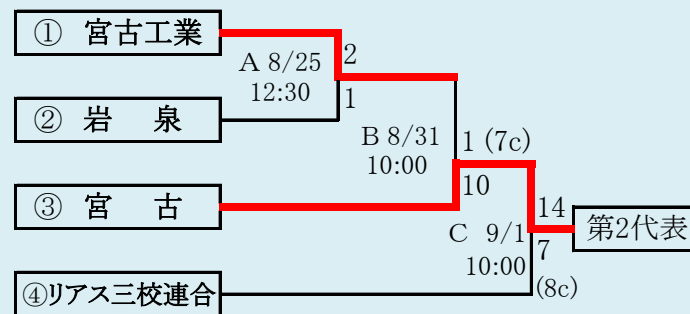 ① 宮古工業
2
A 8/25
12:30
1
② 岩 泉
B 8/31
10:00
1 (7c)
10
③ 宮 古
14
第2代表
C 9/1
10:00
7
(8c)
④リアス三校連合